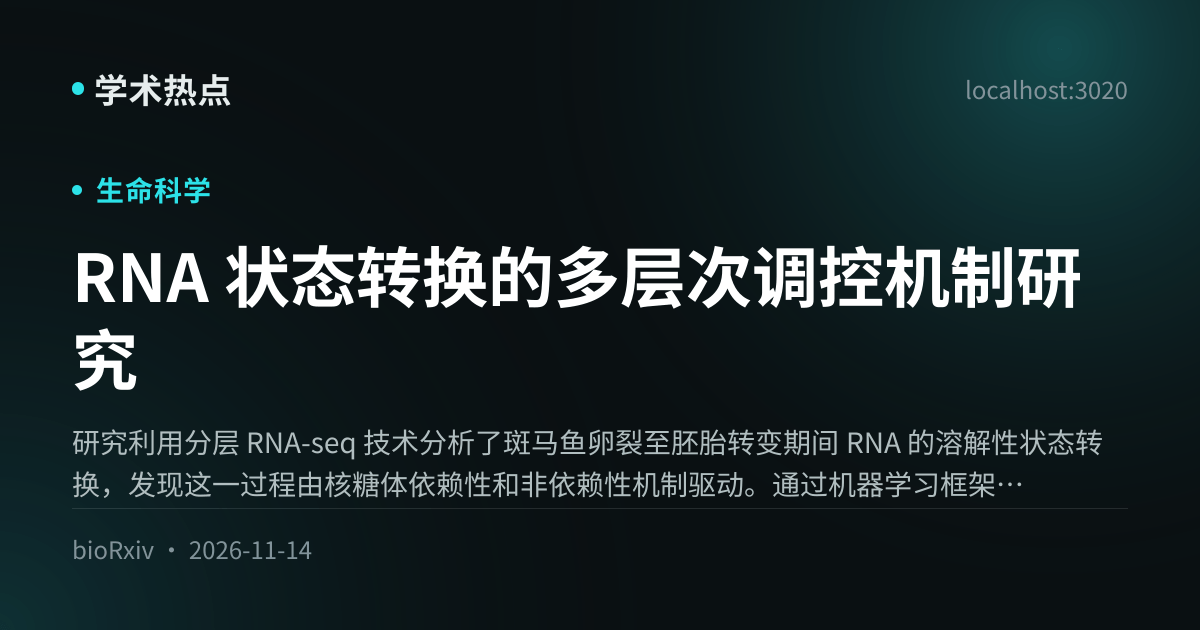 学术热点
localhost:3020
生命科学
RNA 状态转换的多层次调控机制研
究
研究利用分层 RNA-seq 技术分析了斑马鱼卵裂至胚胎转变期间 RNA 的溶解性状态转
换，发现这一过程由核糖体依赖性和非依赖性机制驱动。通过机器学习框架…
bioRxiv • 2026-11-14